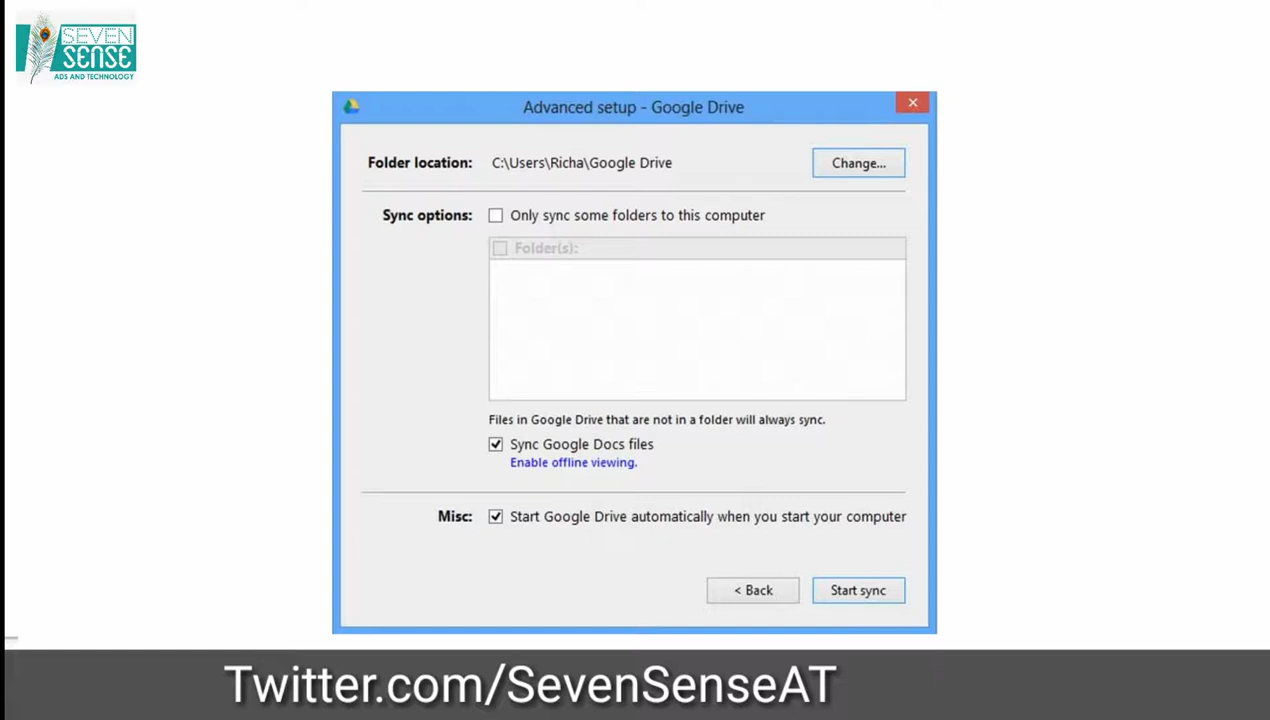 SEVEN
SENSE
ADS AND TECHNOLOGY
Advanced setup - Google Drive
Folder location: C:\Users\Richa\Google Drive Change...
Sync options: Only sync some folders to this computer
Folder(s):
Files in Google Drive that are not in a folder will always sync.
Sync Google Docs files
Enable offline viewing.
Misc: Start Google Drive automatically when you start your computer
< Back Start sync
Twitter.com/SevenSenseAT